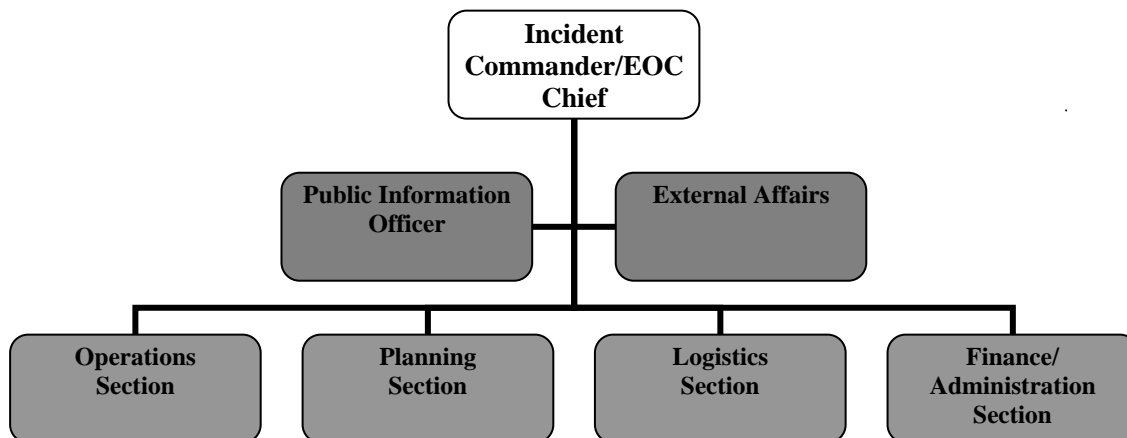 Incident
Commander/EOC
Chief
Public Information
Officer
External Affairs
Operations
Section
Planning
Section
Logistics
Section
Finance/
Administration
Section